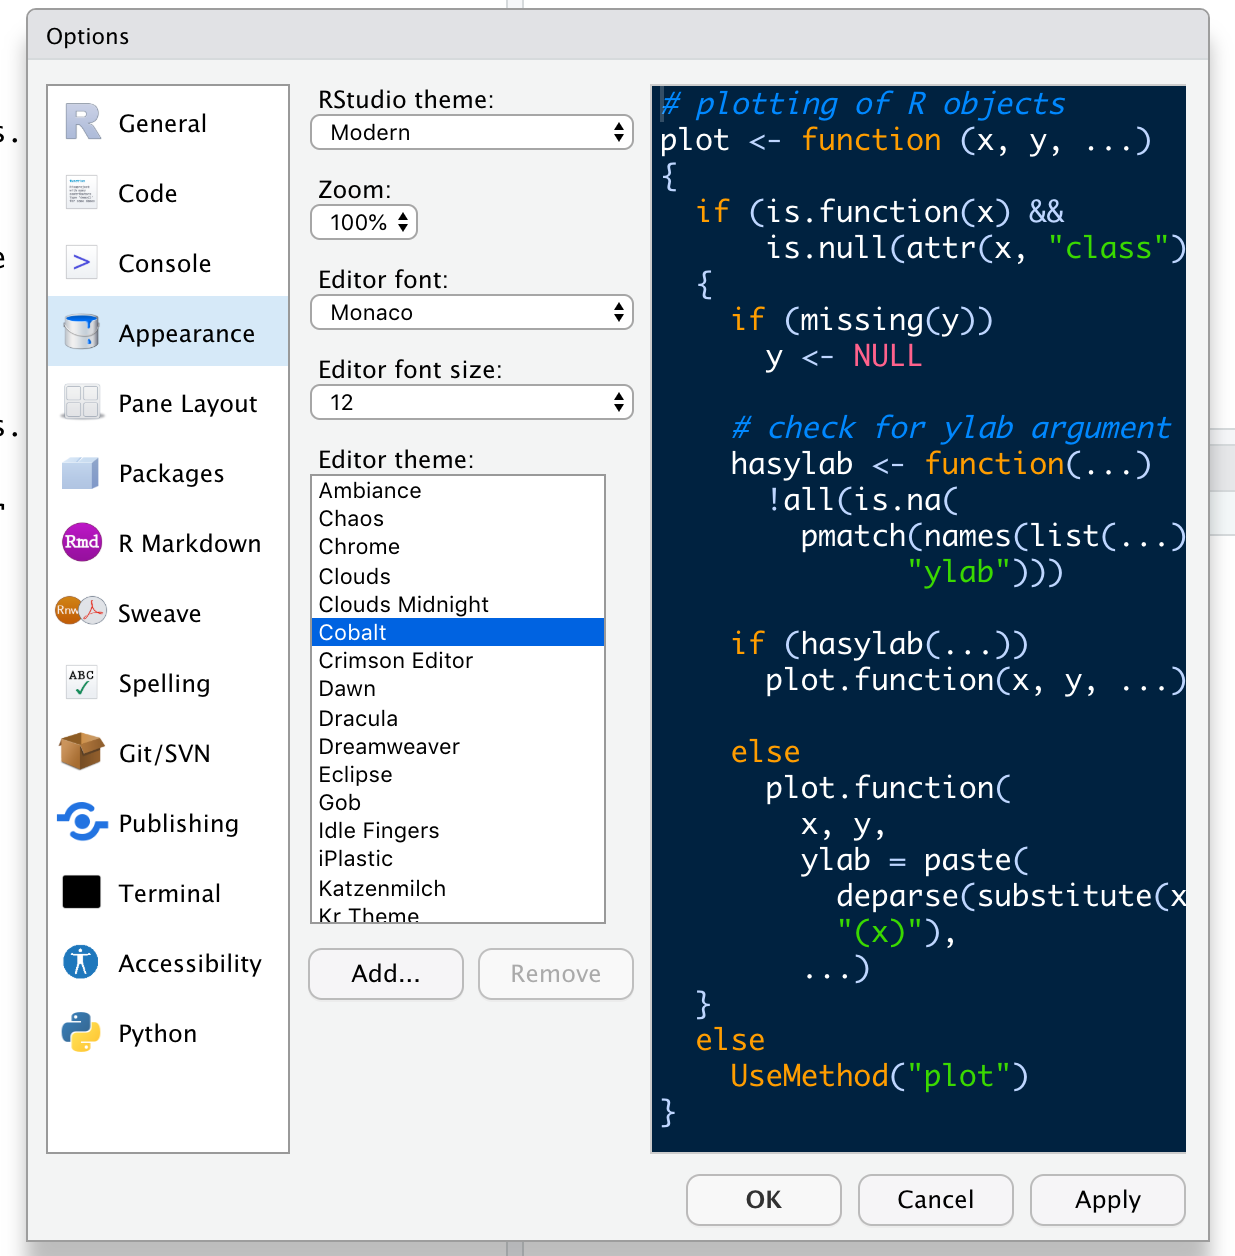 Options
General
Code
Console
Appearance
Pane Layout
Packages
Rmd R Markdown
Rnw Sweave
ABC Spelling
Git/SVN
Publishing
Terminal
Accessibility
Python
RStudio theme:
Modern
Zoom:
100%
Editor font:
Monaco
Editor font size:
12
Editor theme:
Ambiance
Chaos
Chrome
Clouds
Clouds Midnight
Cobalt
Crimson Editor
Dawn
Dracula
Dreamweaver
Eclipse
Gob
Idle Fingers
iPlastic
Katzenmilch
Kr Theme
Add...
Remove
# plotting of R objects
plot <- function (x, y, ...)
{
  if (is.function(x) &&
      is.null(attr(x, "class")
  {
    if (missing(y))
      y <- NULL
    # check for ylab argument
    hasylab <- function(...)
      !all(is.na(
        pmatch(names(list(...)
              "ylab")))
    if (hasylab(...))
      plot.function(x, y, ...)
    else
      plot.function(
        x, y,
        ylab = paste(
          deparse(substitute(x
          "(x)"),
        ...)
  }
  else
    UseMethod("plot")
}
OK
Cancel
Apply